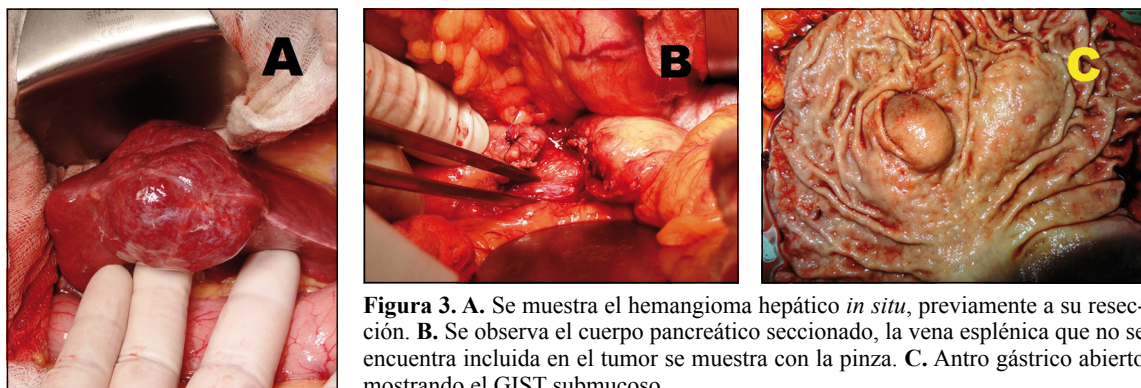 A
B
C
Figura 3. A. Se muestra el hemangioma hepático in situ, previamente a su resec-
ción. B. Se observa el cuerpo pancreático seccionado, la vena esplénica que no se
encuentra incluida en el tumor se muestra con la pinza. C. Antro gástrico abierto
mostrando el GIST submucoso.